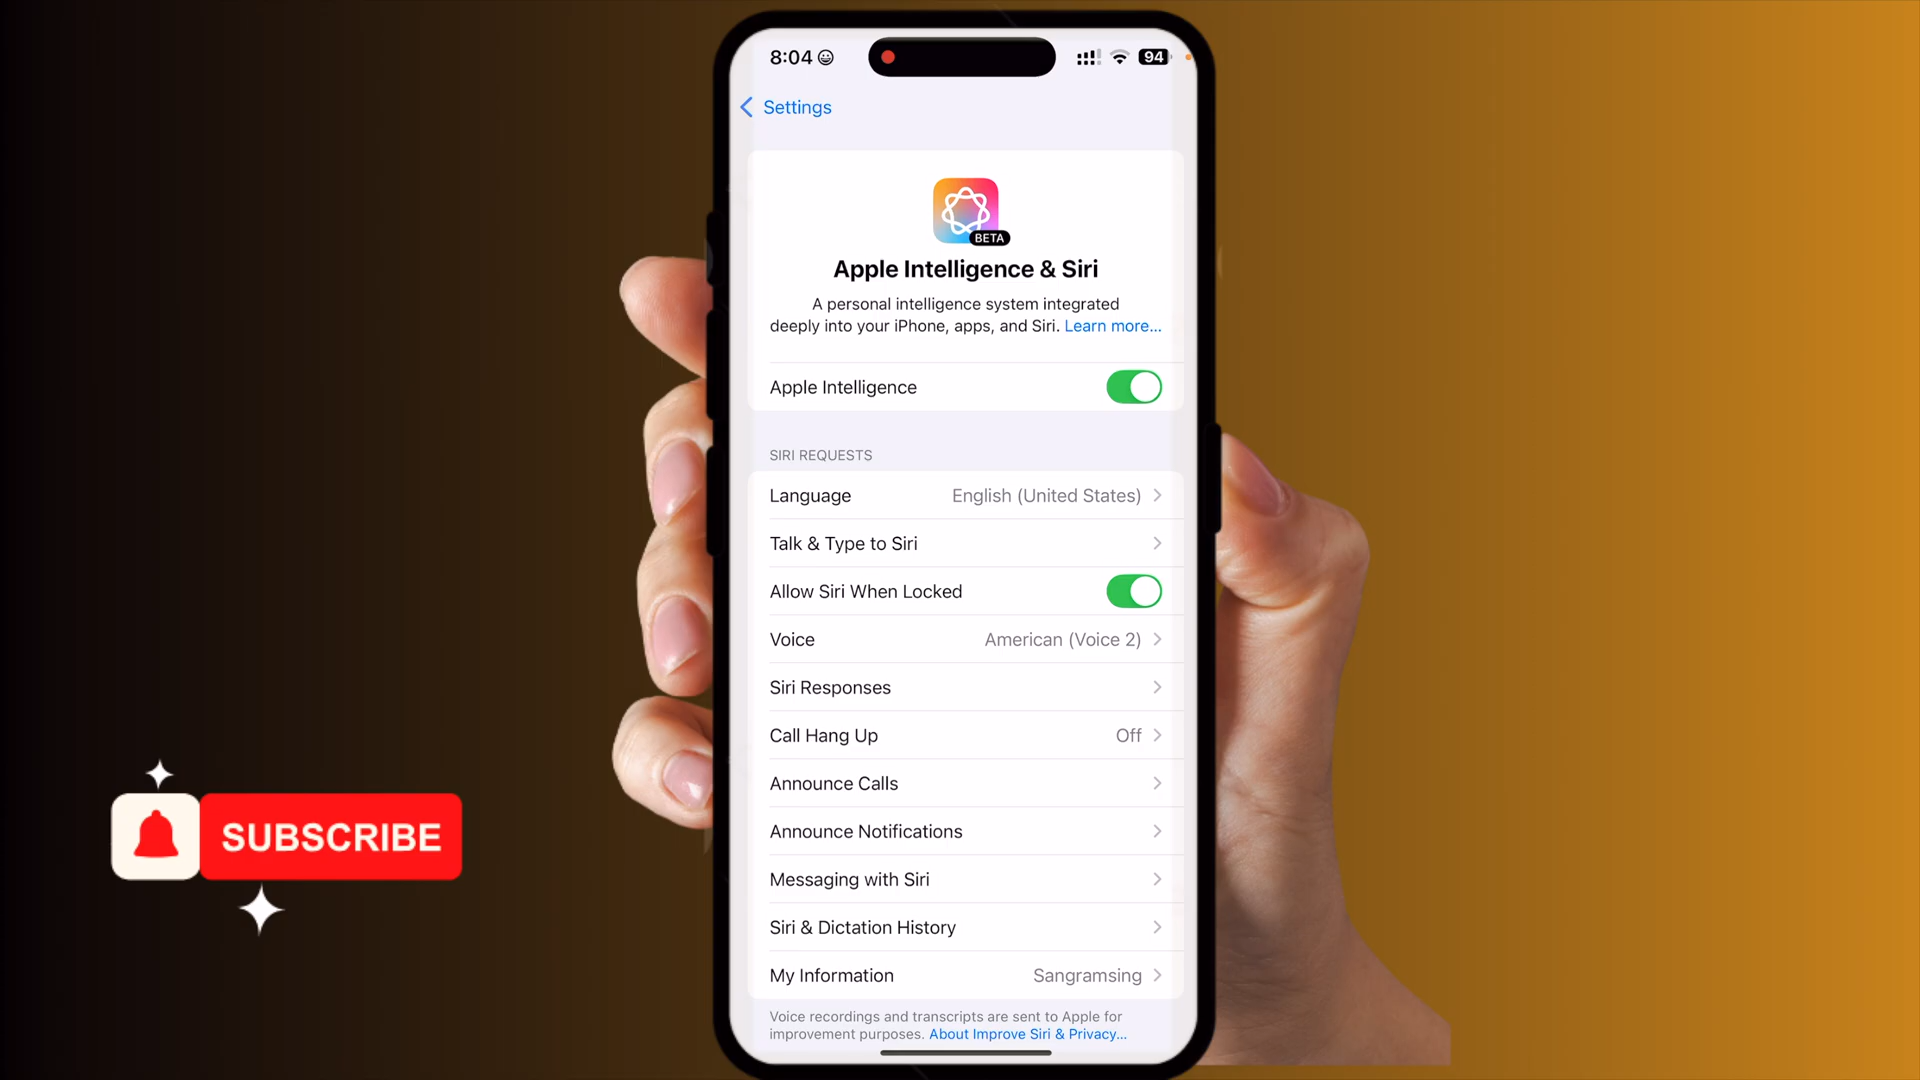 8:04
94
Settings
BETA
Apple Intelligence & Siri
A personal intelligence system integrated
deeply into your iPhone, apps, and Siri. Learn more...
Apple Intelligence
SIRI REQUESTS
Language English (United States)
Talk & Type to Siri
Allow Siri When Locked
Voice American (Voice 2)
Siri Responses
Call Hang Up Off
Announce Calls
Announce Notifications
Messaging with Siri
Siri & Dictation History
My Information Sangramsing
Voice recordings and transcripts are sent to Apple for
improvement purposes. About Improve Siri & Privacy...
SUBSCRIBE